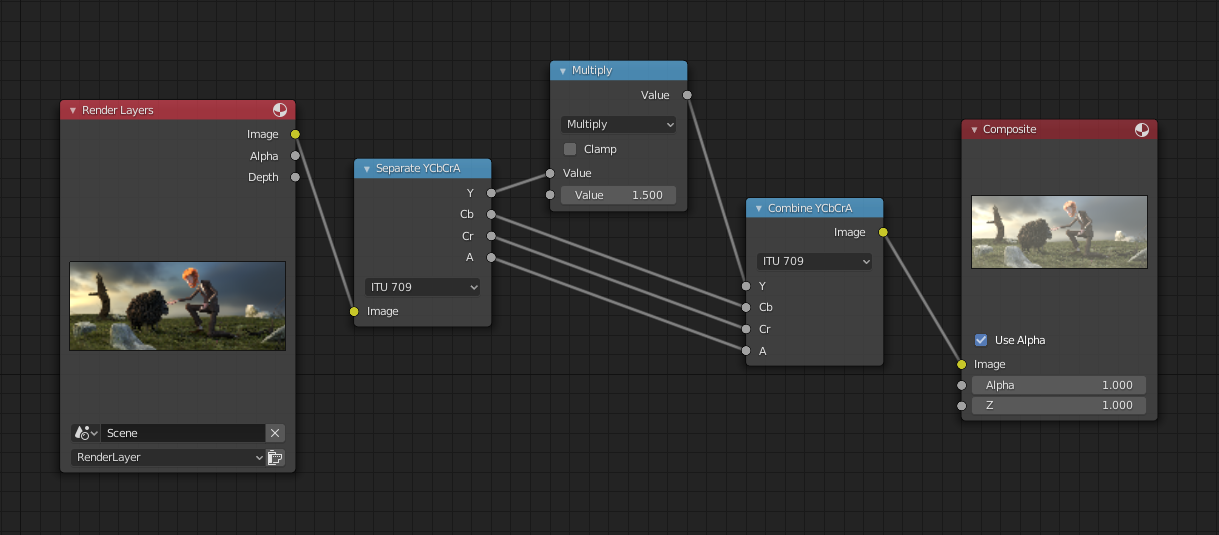 Render Layers
Image
Alpha
Depth
Scene
RenderLayer
Separate YCbCrA
Y
Cb
Cr
A
ITU 709
Image
Multiply
Value
Multiply
Clamp
Value
Value 1.500
Combine YCbCrA
Image
ITU 709
Y
Cb
Cr
A
Composite
Use Alpha
Image
Alpha 1.000
Z 1.000